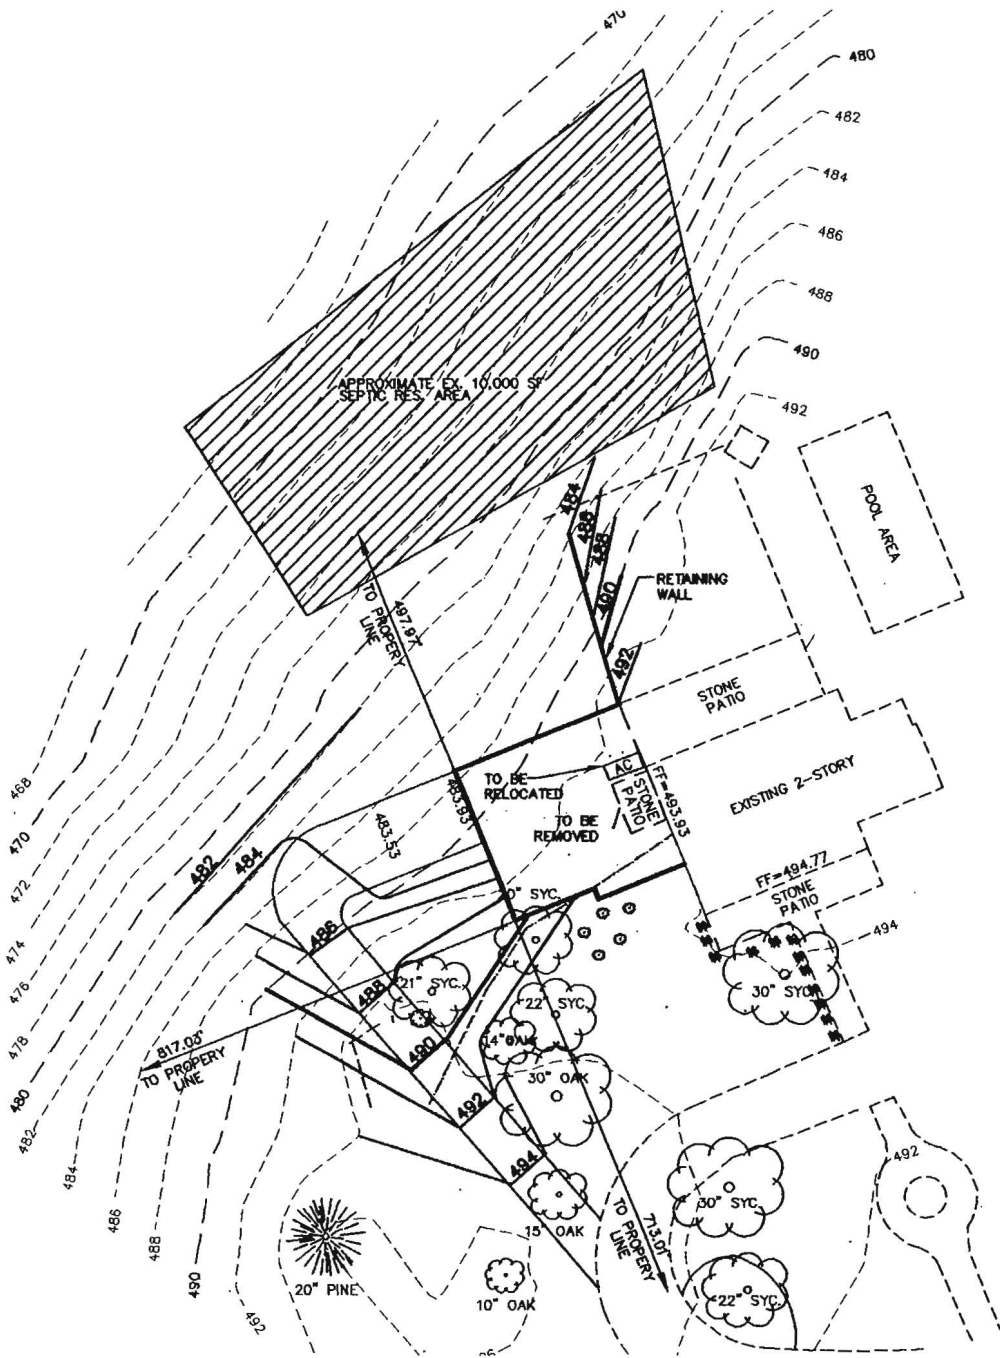 470
480
482
484
486
488
490
492
APPROXIMATE EX. 10,000 SF
SEPTIC RES. AREA
POOL AREA
484
486
488
490
492
RETAINING
WALL
497.97'
TO PROPERY
LINE
STONE
PATIO
AC
TO BE
RELOCATED
STONE
PATIO
TO BE
REMOVED
FF=493.93
EXISTING 2-STORY
483.93
483.53
FF=494.77
STONE
PATIO
494
482
484
486
488
490
492
494
0" SYC.
21" SYC.
22" SYC.
14" OAK
30" OAK
30" SYC.
817.03'
TO PROPERY
LINE
468
470
472
474
476
478
480
482
484
486
488
490
492
15" OAK
713.01'
TO PROPERY
LINE
30" SYC.
22" SYC.
492
20" PINE
10" OAK